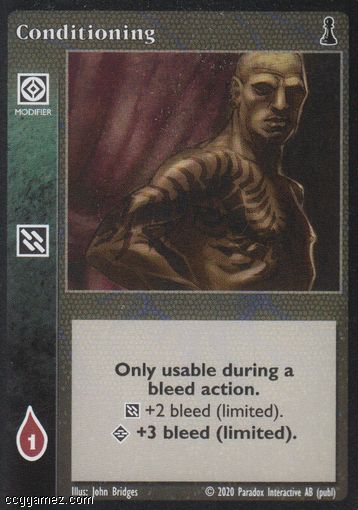 Conditioning
MODIFIER
Only usable during a
bleed action.
+2 bleed (limited).
+3 bleed (limited).
1
Illus: John Bridges © 2020 Paradox Interactive AB (publ)
ccggamez.com